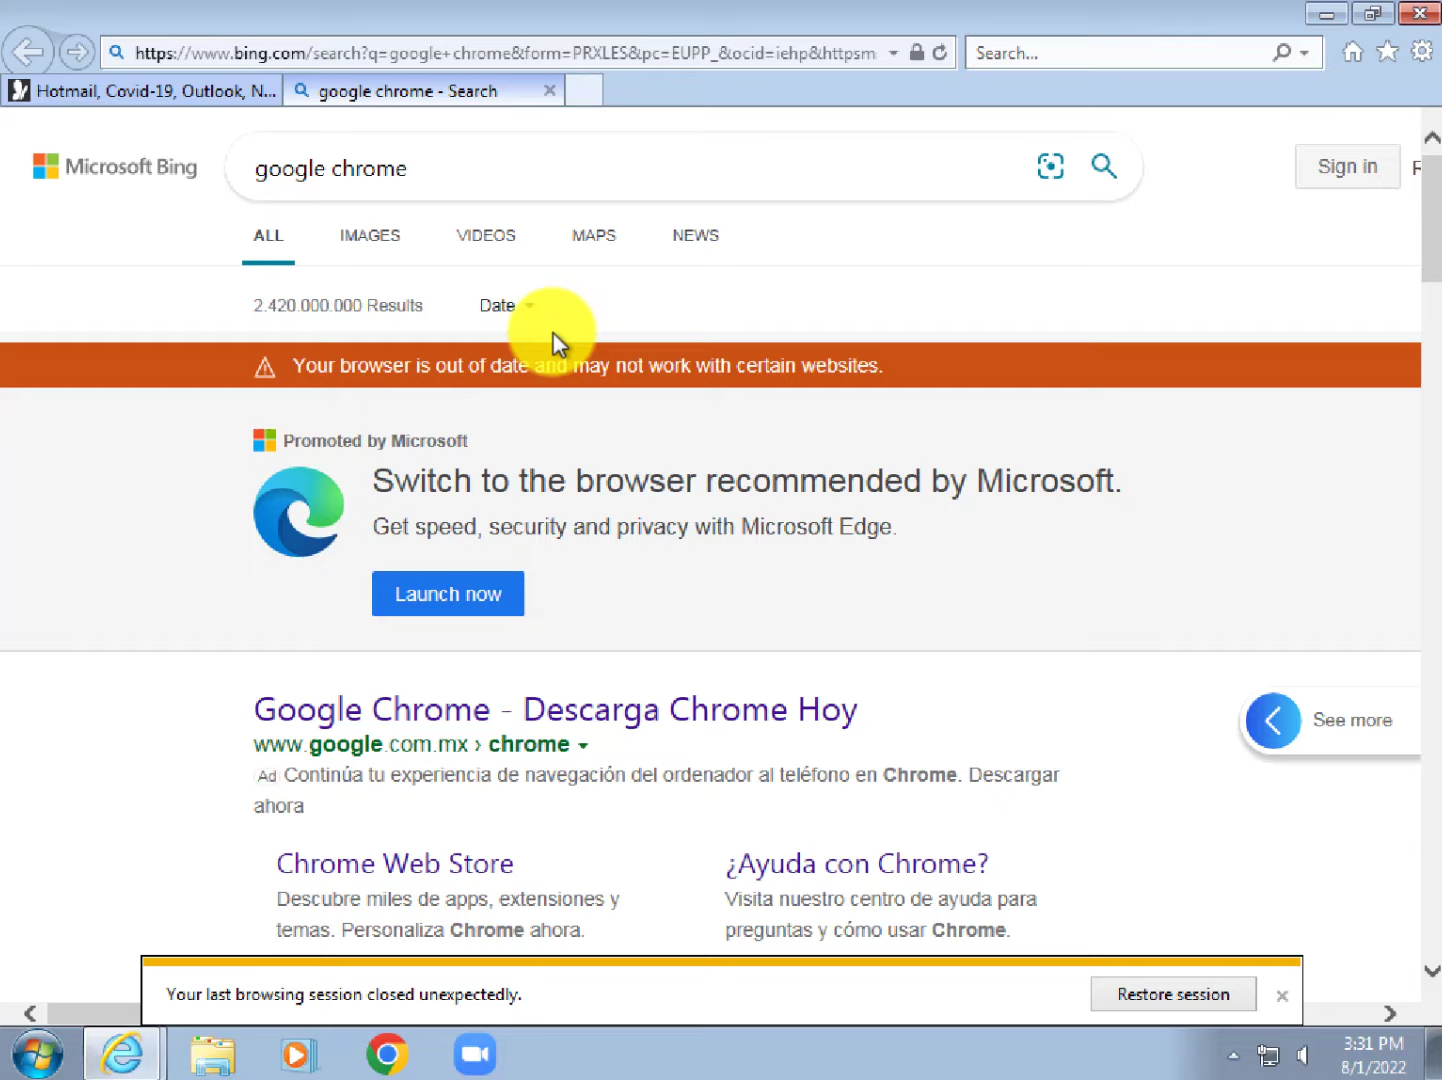 https://www.bing.com/search?q=google+chrome&form=PRXLES&pc=EUPP_&ocid=iehp&httpsm
Search...
Hotmail, Covid-19, Outlook, N...
google chrome - Search
Microsoft Bing
google chrome
Sign in
ALL IMAGES VIDEOS MAPS NEWS
2.420.000.000 Results Date
Your browser is out of date and may not work with certain websites.
Promoted by Microsoft
Switch to the browser recommended by Microsoft.
Get speed, security and privacy with Microsoft Edge.
Launch now
Google Chrome - Descarga Chrome Hoy
www.google.com.mx › chrome
Ad Continúa tu experiencia de navegación del ordenador al teléfono en Chrome. Descargar
ahora
See more
Chrome Web Store
Descubre miles de apps, extensiones y
temas. Personaliza Chrome ahora.
¿Ayuda con Chrome?
Visita nuestro centro de ayuda para
preguntas y cómo usar Chrome.
Your last browsing session closed unexpectedly.
Restore session
3:31 PM
8/1/2022